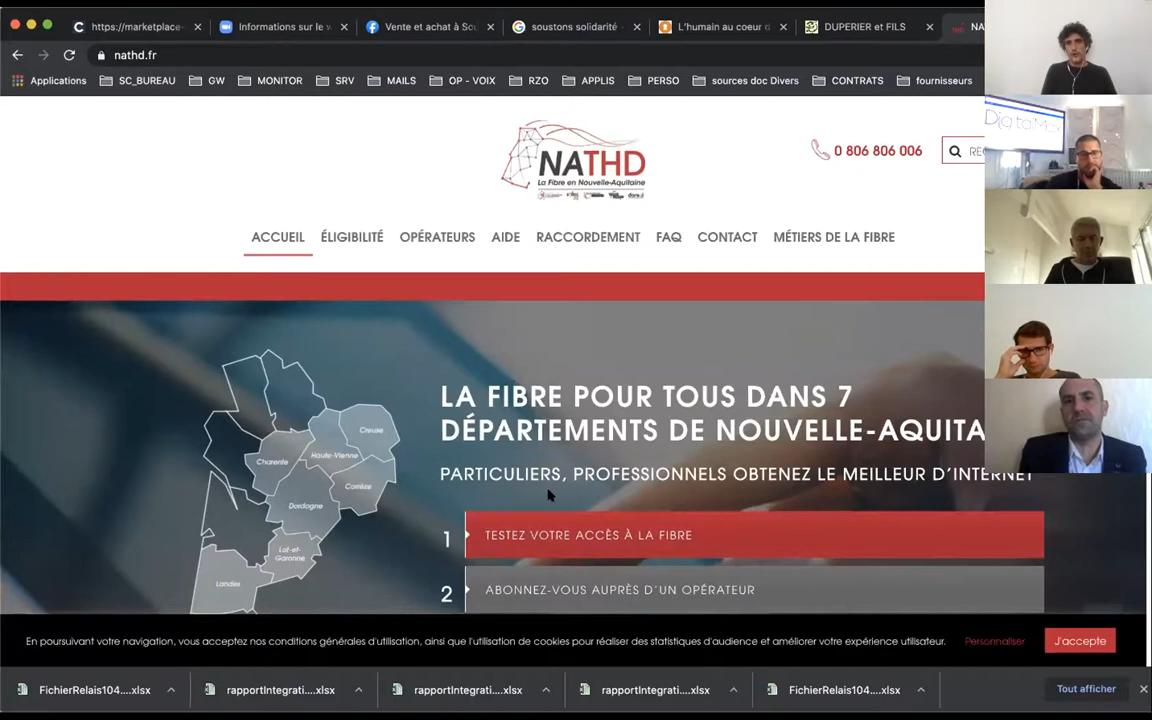 https://marketplace-
Informations sur le w
Vente et achat à Sou
soustons solidarité -
L'humain au coeur d
DUPERIER et FILS
nathd.fr
Applications SC_BUREAU GW MONITOR SRV MAILS OP - VOIX RZO APPLIS PERSO sources doc Divers CONTRATS fournisseurs
NATHD
La Fibre en Nouvelle-Aquitaine
0 806 806 006
ACCUEIL ÉLIGIBILITÉ OPÉRATEURS AIDE RACCORDEMENT FAQ CONTACT MÉTIERS DE LA FIBRE
LA FIBRE POUR TOUS DANS 7
DÉPARTEMENTS DE NOUVELLE-AQUITA
PARTICULIERS, PROFESSIONNELS OBTENEZ LE MEILLEUR D'INTERNET
Creuse
Haute-Vienne
Charente
Corrèze
Dordogne
Lot-et-
Garonne
Landes
1 TESTEZ VOTRE ACCÈS À LA FIBRE
2 ABONNEZ-VOUS AUPRÈS D'UN OPÉRATEUR
En poursuivant votre navigation, vous acceptez nos conditions générales d'utilisation, ainsi que l'utilisation de cookies pour réaliser des statistiques d'audience et améliorer votre expérience utilisateur. Personnaliser J'accepte
FichierRelais104....xlsx rapportIntegrati....xlsx rapportIntegrati....xlsx rapportIntegrati....xlsx FichierRelais104....xlsx Tout afficher